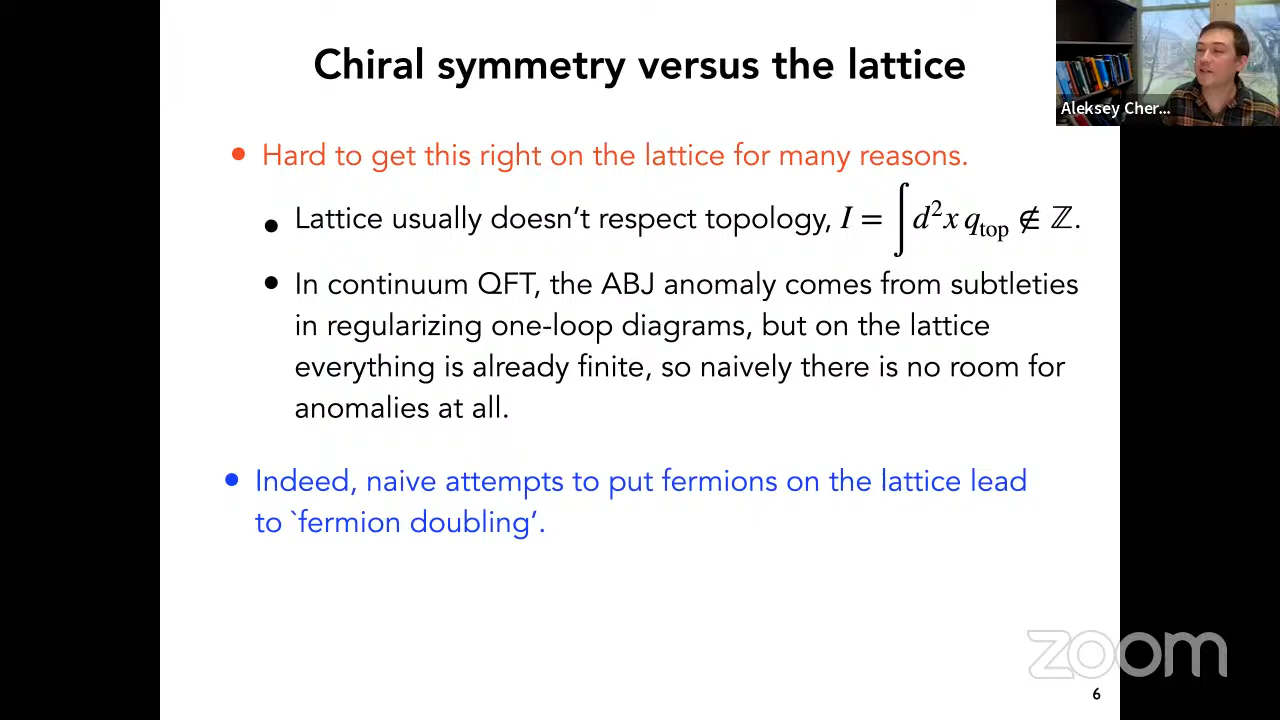 Chiral symmetry versus the lattice
Aleksey Cher...
• Hard to get this right on the lattice for many reasons.
• Lattice usually doesn't respect topology, I = ∫ d²x q_top ∉ ℤ.
• In continuum QFT, the ABJ anomaly comes from subtleties
in regularizing one-loop diagrams, but on the lattice
everything is already finite, so naively there is no room for
anomalies at all.
• Indeed, naive attempts to put fermions on the lattice lead
to `fermion doubling'.
zoom
6